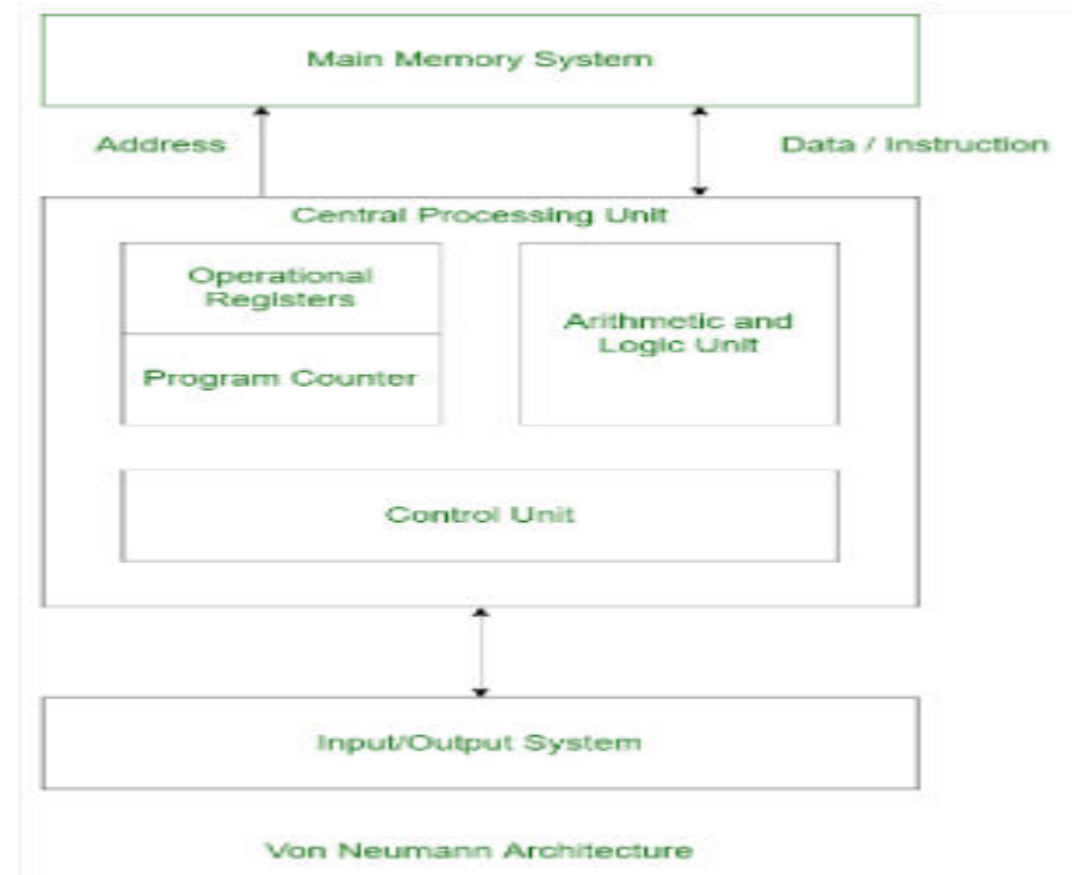 Main Memory System
Address
Data / Instruction
Central Processing Unit
Operational
Registers
Arithmetic and
Logic Unit
Program Counter
Control Unit
Input/Output System
Von Neumann Architecture